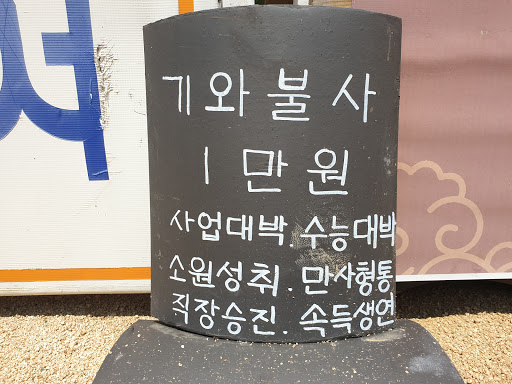 기와불사
1만원
사업대박. 수능대박
소원성취. 만사형통
직장승진. 속득생연